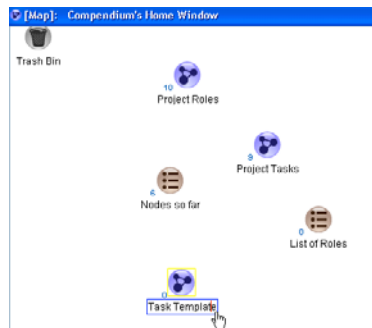 [Map]: Compendium's Home Window
Trash Bin
10
Project Roles
9
Project Tasks
6
Nodes so far
0
List of Roles
0
Task Template